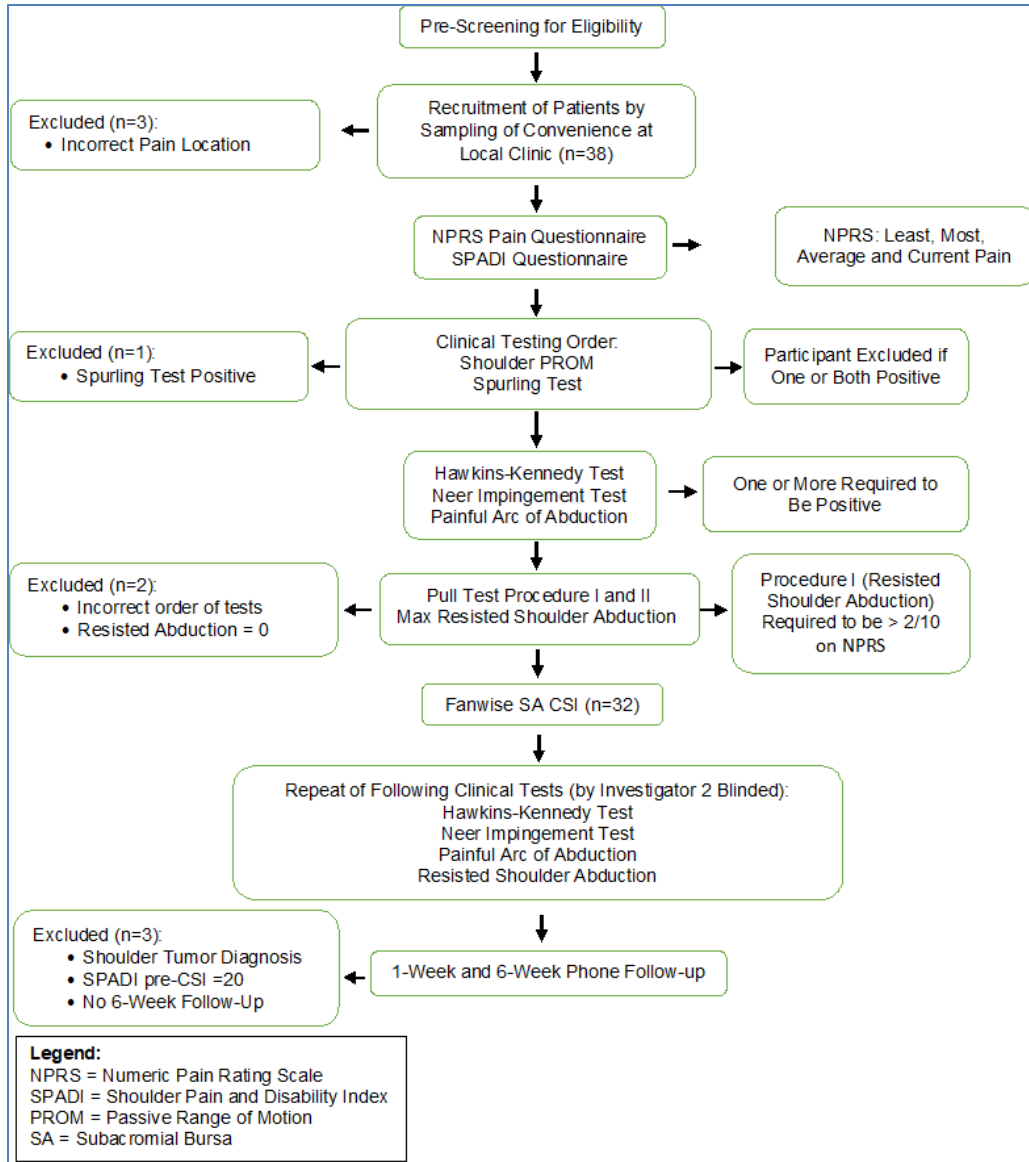 Pre-Screening for Eligibility
Recruitment of Patients by
Sampling of Convenience at
Local Clinic (n=38)
Excluded (n=3):
• Incorrect Pain Location
NPRS Pain Questionnaire
SPADI Questionnaire
NPRS: Least, Most,
Average and Current Pain
Clinical Testing Order:
Shoulder PROM
Spurling Test
Excluded (n=1):
• Spurling Test Positive
Participant Excluded if
One or Both Positive
Hawkins-Kennedy Test
Neer Impingement Test
Painful Arc of Abduction
One or More Required to
Be Positive
Excluded (n=2):
• Incorrect order of tests
• Resisted Abduction = 0
Pull Test Procedure I and II
Max Resisted Shoulder Abduction
Procedure I (Resisted
Shoulder Abduction)
Required to be > 2/10
on NPRS
Fanwise SA CSI (n=32)
Repeat of Following Clinical Tests (by Investigator 2 Blinded):
Hawkins-Kennedy Test
Neer Impingement Test
Painful Arc of Abduction
Resisted Shoulder Abduction
Excluded (n=3):
• Shoulder Tumor Diagnosis
• SPADI pre-CSI =20
• No 6-Week Follow-Up
1-Week and 6-Week Phone Follow-up
Legend:
NPRS = Numeric Pain Rating Scale
SPADI = Shoulder Pain and Disability Index
PROM = Passive Range of Motion
SA = Subacromial Bursa